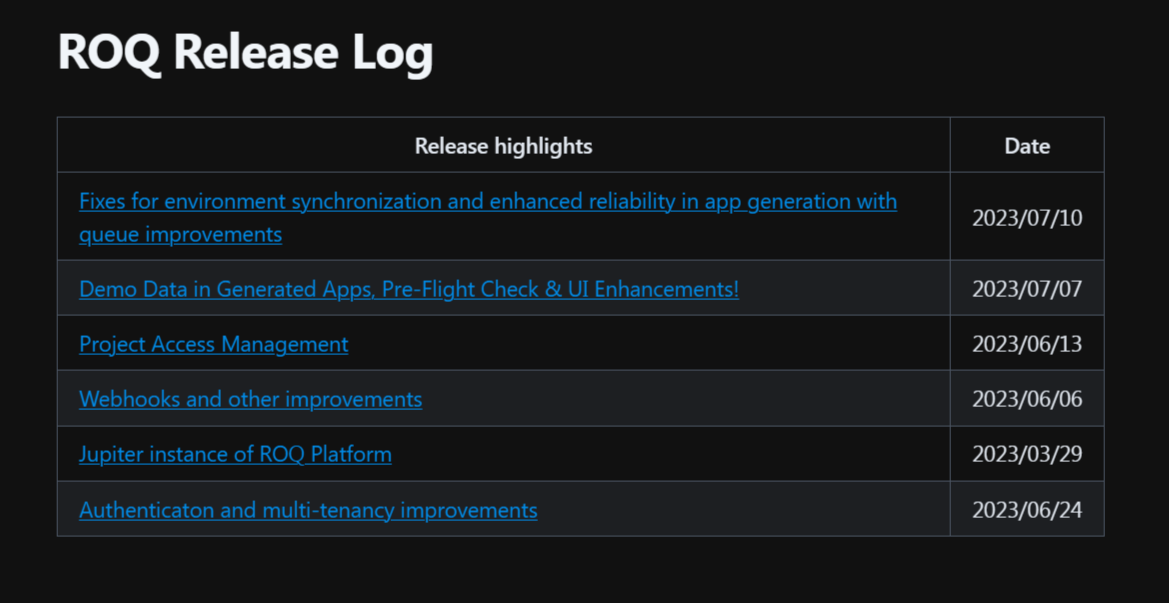 ROQ Release Log
Release highlights
Date
Fixes for environment synchronization and enhanced reliability in app generation with
queue improvements
2023/07/10
Demo Data in Generated Apps, Pre-Flight Check & UI Enhancements!
2023/07/07
Project Access Management
2023/06/13
Webhooks and other improvements
2023/06/06
Jupiter instance of ROQ Platform
2023/03/29
Authenticaton and multi-tenancy improvements
2023/06/24